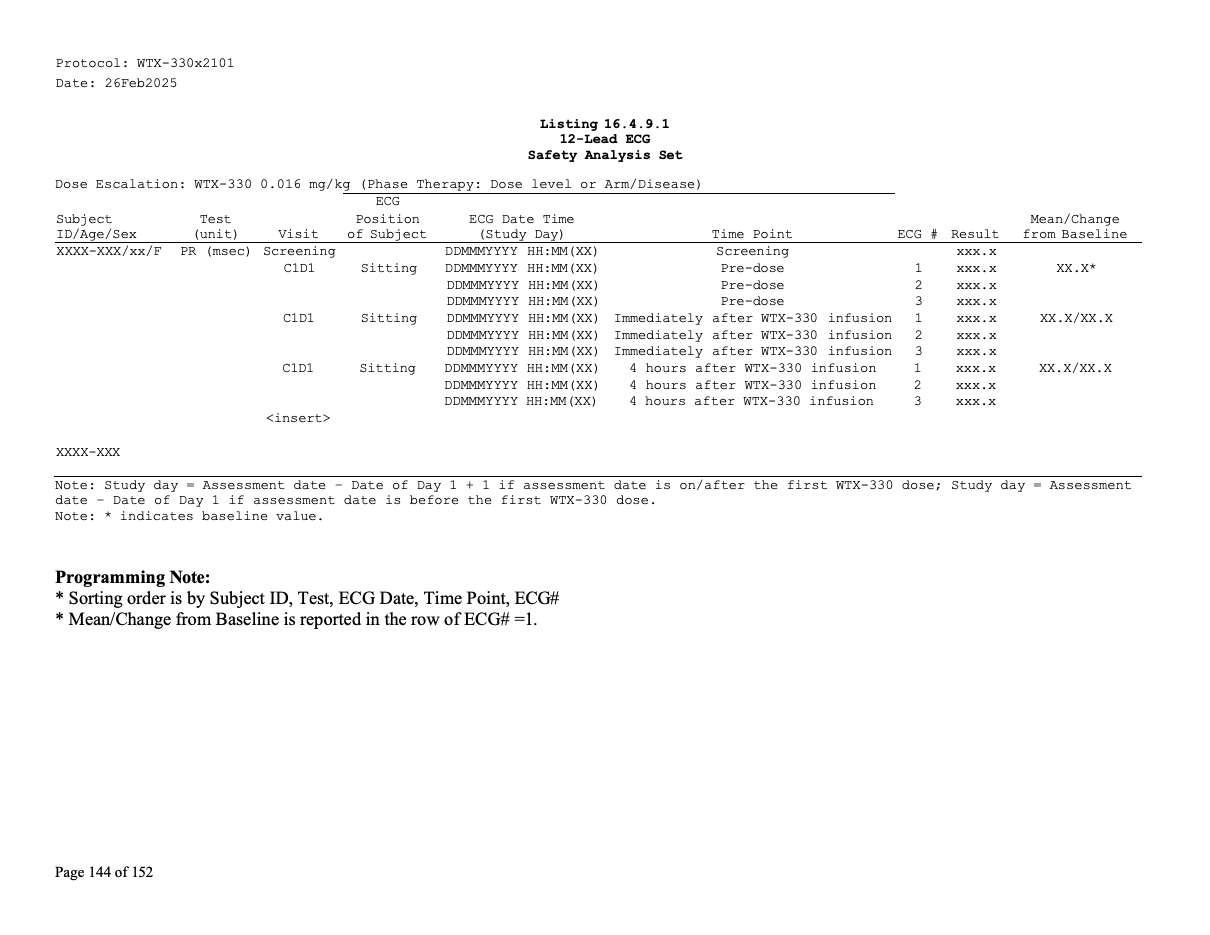 Protocol: WTX-330x2101
Date: 26Feb2025
Listing 16.4.9.1
12-Lead ECG
Safety Analysis Set
Dose Escalation: WTX-330 0.016 mg/kg (Phase Therapy: Dose level or Arm/Disease)
ECG
Subject Test Position ECG Date Time Mean/Change
ID/Age/Sex (unit) Visit of Subject (Study Day) Time Point ECG # Result from Baseline
XXXX-XXX/xx/F PR (msec) Screening DDMMMYYYY HH:MM(XX) Screening xxx.x
C1D1 Sitting DDMMMYYYY HH:MM(XX) Pre-dose 1 xxx.x XX.X*
DDMMMYYYY HH:MM(XX) Pre-dose 2 xxx.x
DDMMMYYYY HH:MM(XX) Pre-dose 3 xxx.x
C1D1 Sitting DDMMMYYYY HH:MM(XX) Immediately after WTX-330 infusion 1 xxx.x XX.X/XX.X
DDMMMYYYY HH:MM(XX) Immediately after WTX-330 infusion 2 xxx.x
DDMMMYYYY HH:MM(XX) Immediately after WTX-330 infusion 3 xxx.x
C1D1 Sitting DDMMMYYYY HH:MM(XX) 4 hours after WTX-330 infusion 1 xxx.x XX.X/XX.X
DDMMMYYYY HH:MM(XX) 4 hours after WTX-330 infusion 2 xxx.x
DDMMMYYYY HH:MM(XX) 4 hours after WTX-330 infusion 3 xxx.x
<insert>
XXXX-XXX
Note: Study day = Assessment date – Date of Day 1 + 1 if assessment date is on/after the first WTX-330 dose; Study day = Assessment
date – Date of Day 1 if assessment date is before the first WTX-330 dose.
Note: * indicates baseline value.
Programming Note:
* Sorting order is by Subject ID, Test, ECG Date, Time Point, ECG#
* Mean/Change from Baseline is reported in the row of ECG# =1.
Page 144 of 152